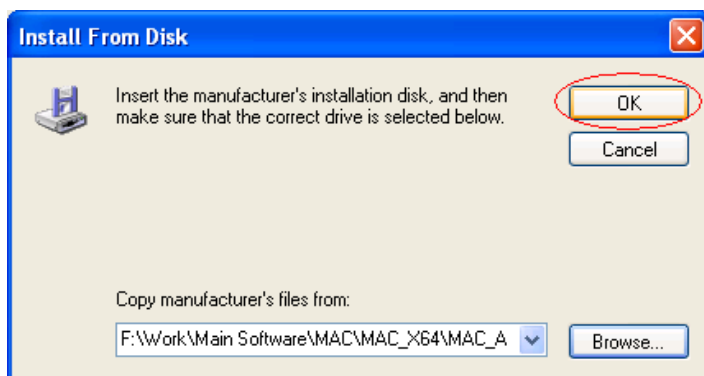 Install From Disk
Insert the manufacturer's installation disk, and then
make sure that the correct drive is selected below.
OK
Cancel
Copy manufacturer's files from:
F:\Work\Main Software\MAC\MAC_X64\MAC_A
Browse...